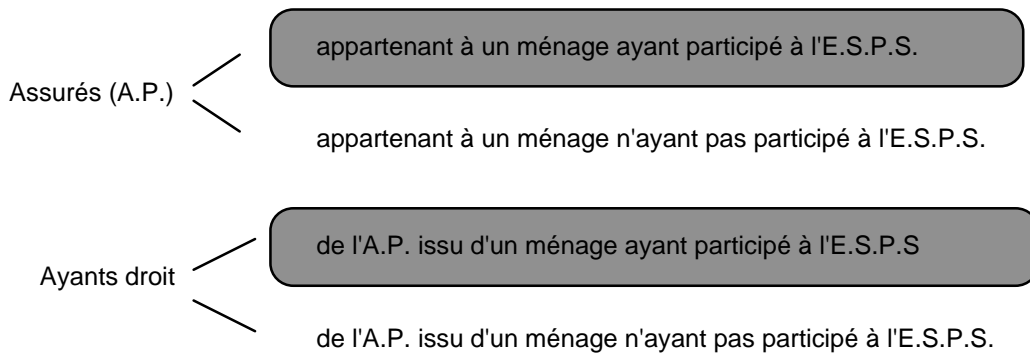 appartenant à un ménage ayant participé à l'E.S.P.S.
Assurés (A.P.)
appartenant à un ménage n'ayant pas participé à l'E.S.P.S.
de l'A.P. issu d'un ménage ayant participé à l'E.S.P.S
Ayants droit
de l'A.P. issu d'un ménage n'ayant pas participé à l'E.S.P.S.